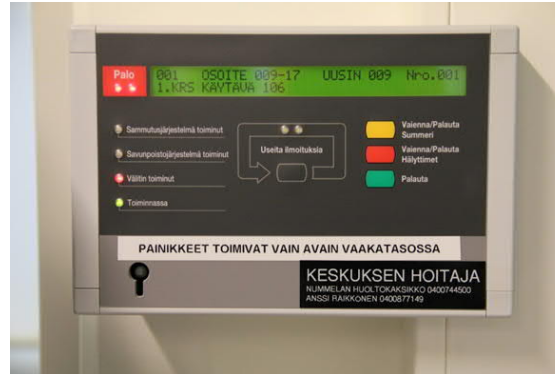 Palo
001 OSOITE 009-17 UUSIN 009 Nro.001
1.KRS KÄYTÄVÄ 106
Sammutusjärjestelmä toiminut
Savunpoistojärjestelmä toiminut
Välitin toiminut
Toiminnassa
Useita ilmoituksia
Vaienna/Palauta
Summeri
Vaienna/Palauta
Hälyttimet
Palauta
PAINIKKEET TOIMIVAT VAIN AVAIN VAAKATASOSSA
KESKUKSEN HOITAJA
NUMMELAN HUOLTOKAKSIKKO 0400744500
ANSSI RAIKKONEN 0400877149